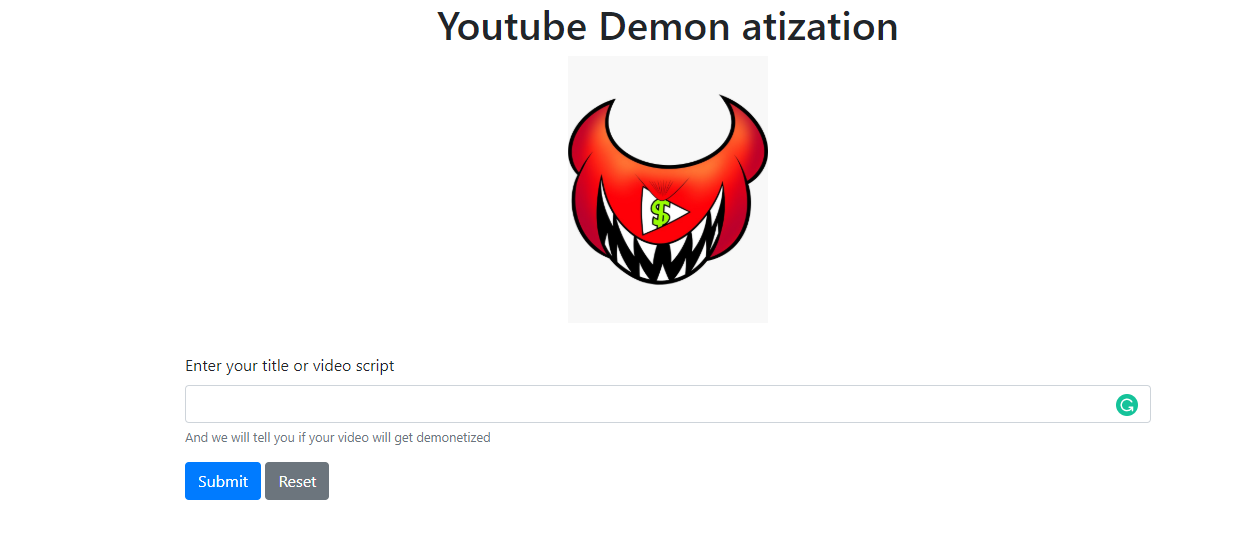 Youtube Demon atization
$
Enter your title or video script
And we will tell you if your video will get demonetized
Submit Reset